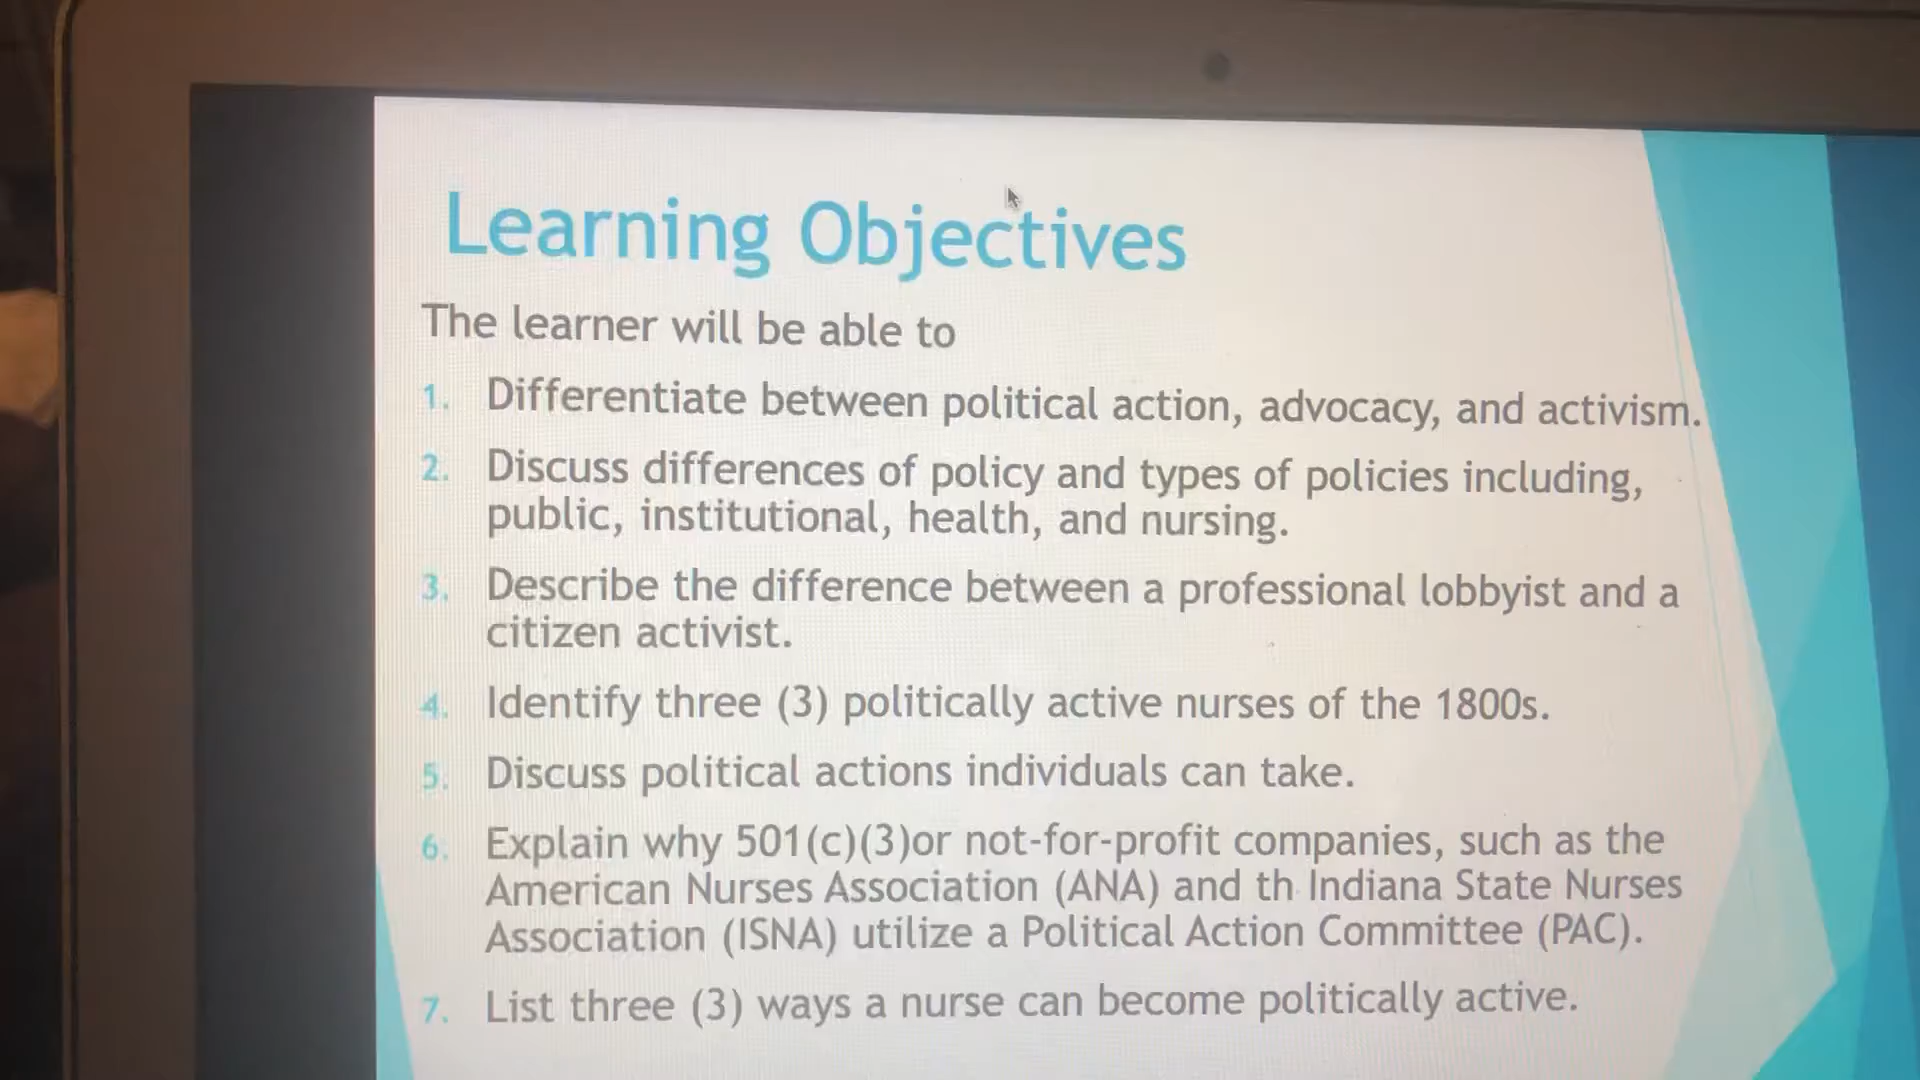 Learning Objectives
The learner will be able to
1. Differentiate between political action, advocacy, and activism.
2. Discuss differences of policy and types of policies including,
public, institutional, health, and nursing.
3. Describe the difference between a professional lobbyist and a
citizen activist.
4. Identify three (3) politically active nurses of the 1800s.
5. Discuss political actions individuals can take.
6. Explain why 501(c)(3)or not-for-profit companies, such as the
American Nurses Association (ANA) and th Indiana State Nurses
Association (ISNA) utilize a Political Action Committee (PAC).
7. List three (3) ways a nurse can become politically active.